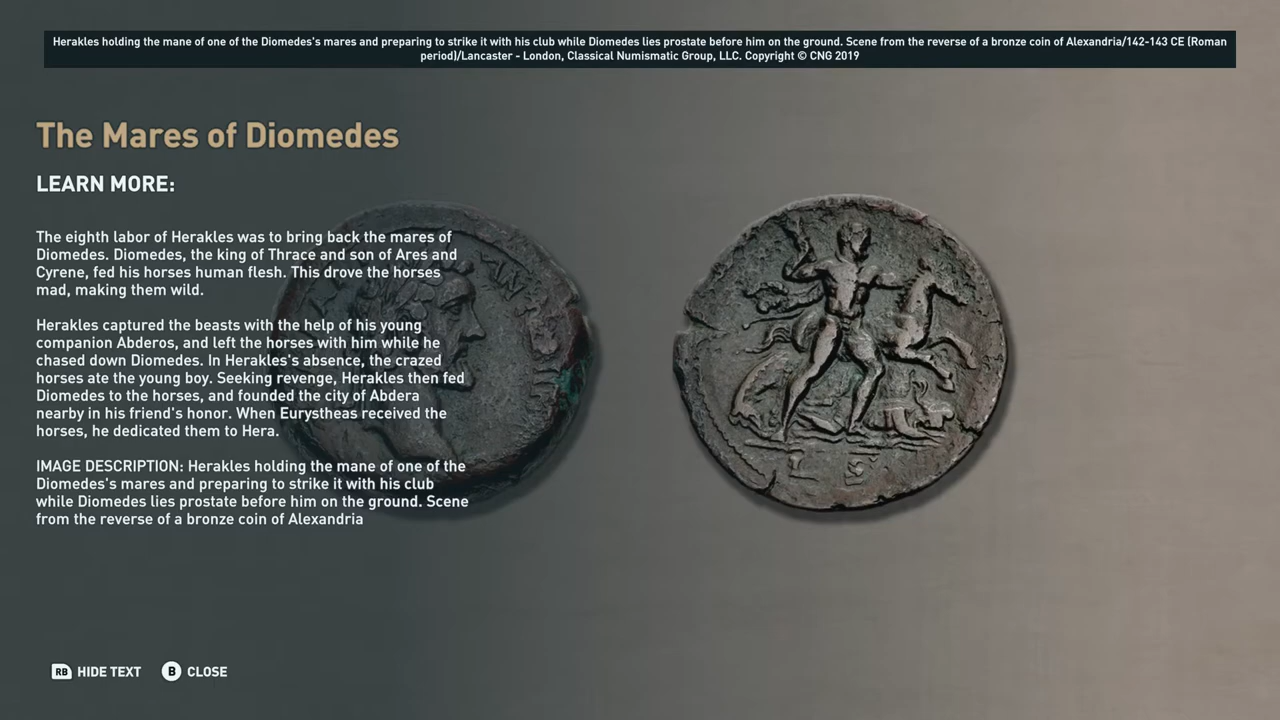 Herakles holding the mane of one of the Diomedes's mares and preparing to strike it with his club while Diomedes lies prostate before him on the ground. Scene from the reverse of a bronze coin of Alexandria/142-143 CE (Roman
period)/Lancaster - London, Classical Numismatic Group, LLC. Copyright © CNG 2019
The Mares of Diomedes
LEARN MORE:
The eighth labor of Herakles was to bring back the mares of
Diomedes. Diomedes, the king of Thrace and son of Ares and
Cyrene, fed his horses human flesh. This drove the horses
mad, making them wild.
Herakles captured the beasts with the help of his young
companion Abderos, and left the horses with him while he
chased down Diomedes. In Herakles's absence, the crazed
horses ate the young boy. Seeking revenge, Herakles then fed
Diomedes to the horses, and founded the city of Abdera
nearby in his friend's honor. When Eurystheas received the
horses, he dedicated them to Hera.
IMAGE DESCRIPTION: Herakles holding the mane of one of the
Diomedes's mares and preparing to strike it with his club
while Diomedes lies prostate before him on the ground. Scene
from the reverse of a bronze coin of Alexandria
RB HIDE TEXT B CLOSE